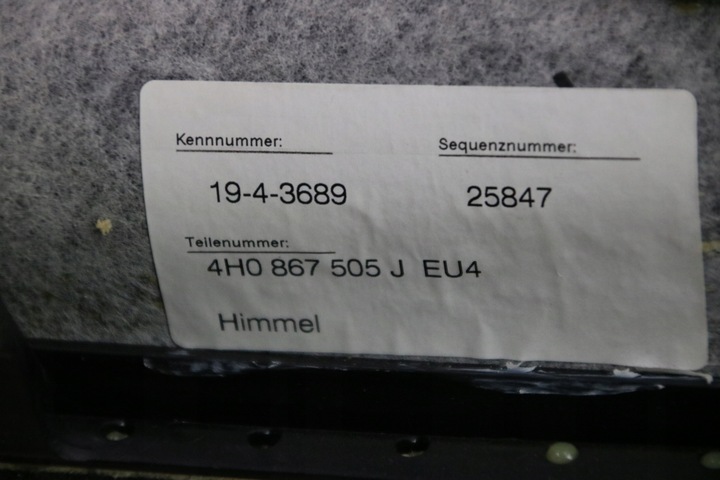 Kennnummer: Sequenznummer:
19-4-3689 25847
Teilenummer:
4H0 867 505 J EU4
Himmel